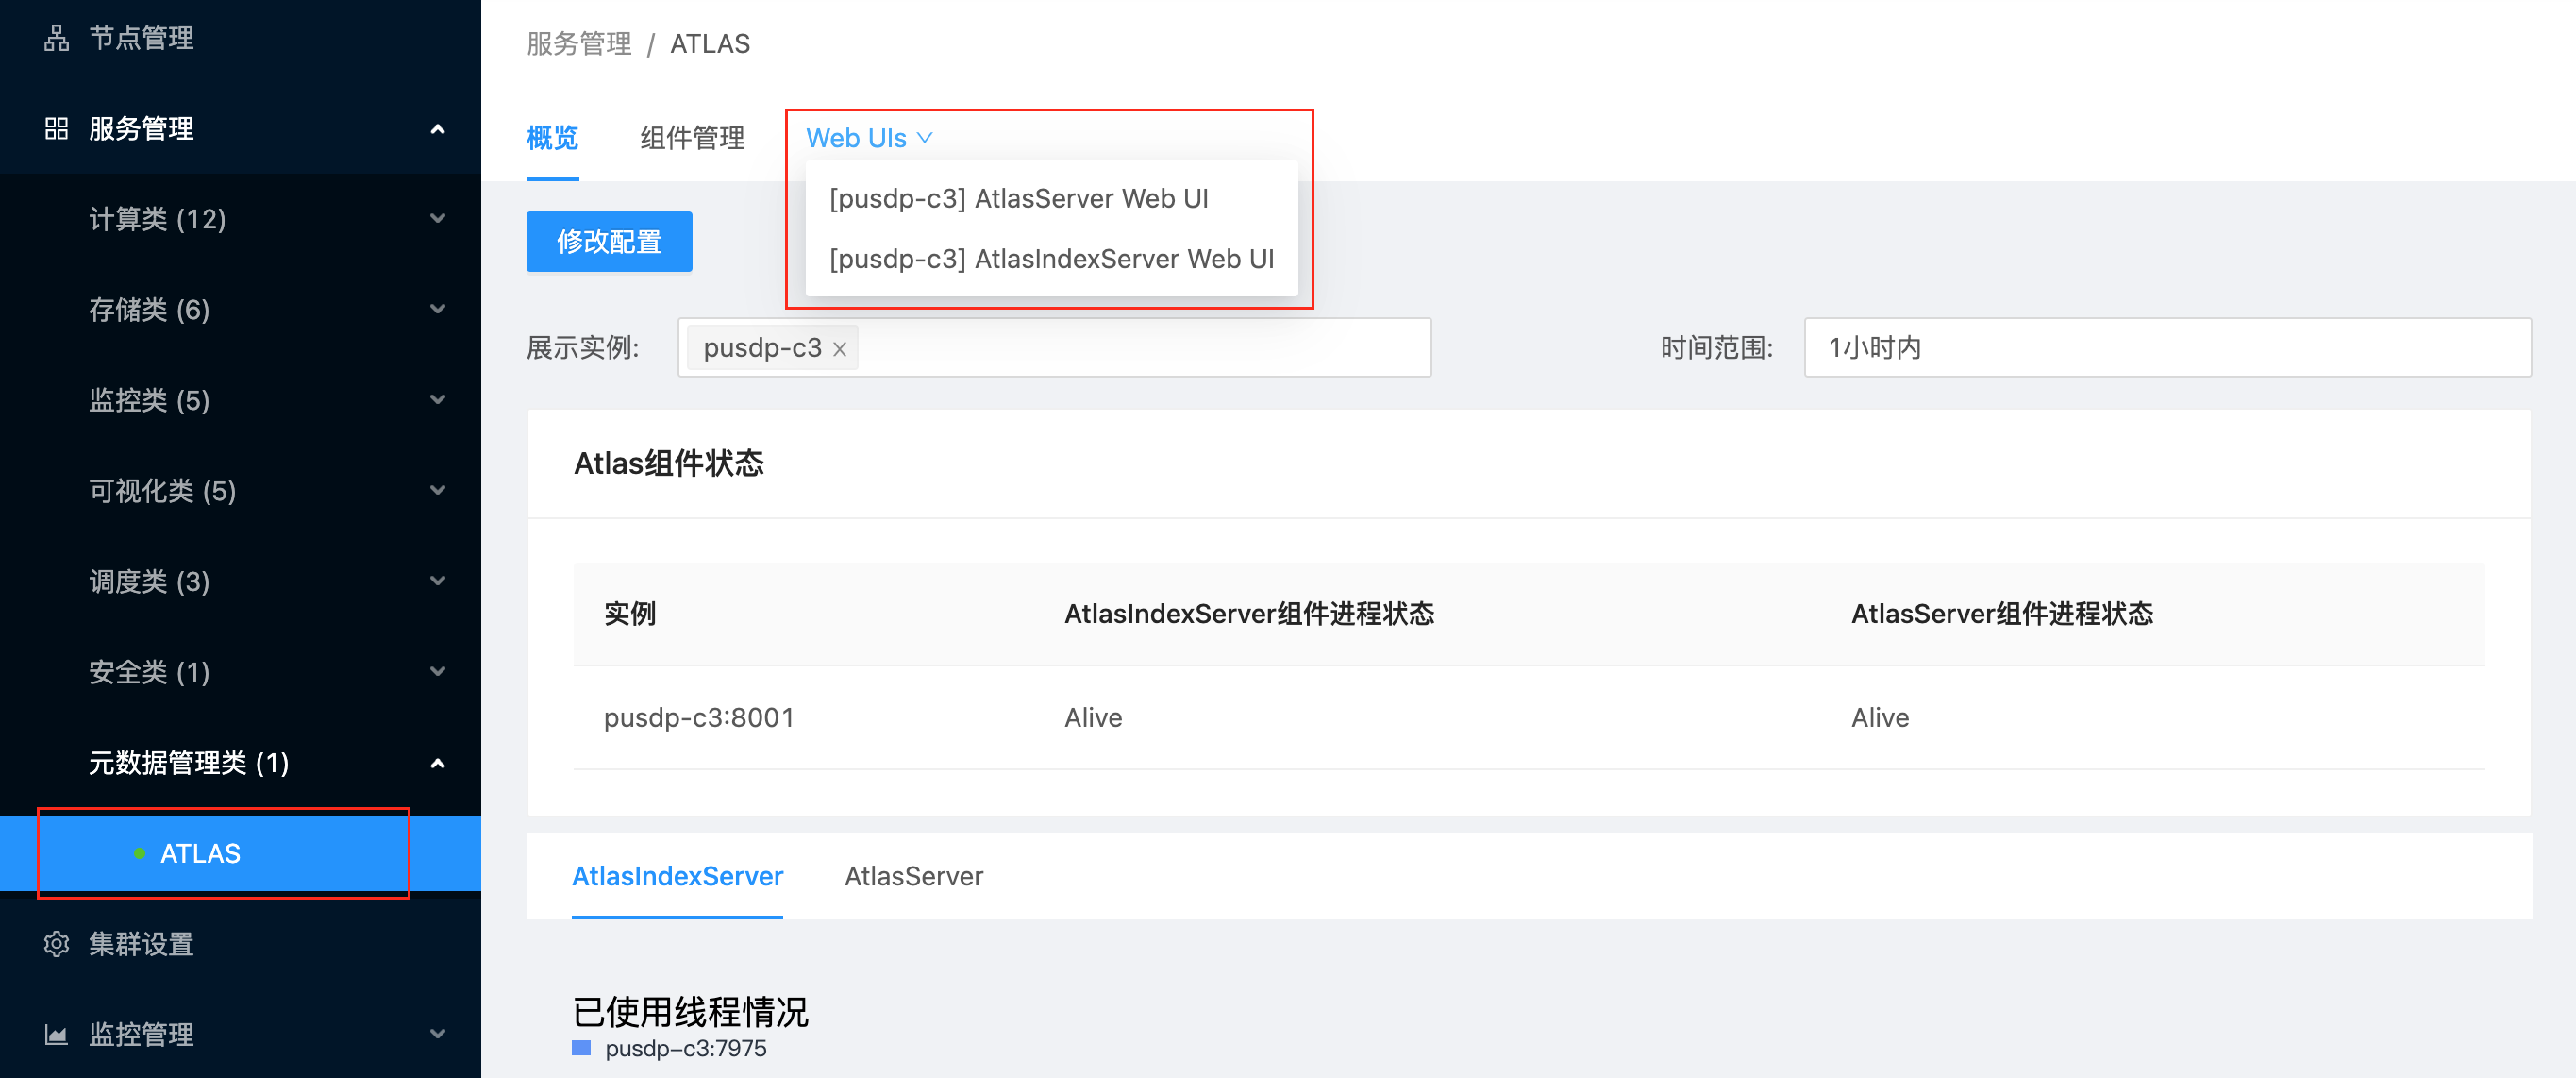 节点管理
服务管理
计算类 (12)
存储类 (6)
监控类 (5)
可视化类 (5)
调度类 (3)
安全类 (1)
元数据管理类 (1)
ATLAS
集群设置
监控管理
服务管理 / ATLAS
概览 组件管理 Web UIs
[pusdp-c3] AtlasServer Web UI
[pusdp-c3] AtlasIndexServer Web UI
修改配置
展示实例: pusdp-c3 时间范围: 1小时内
Atlas组件状态
实例 AtlasIndexServer组件进程状态 AtlasServer组件进程状态
pusdp-c3:8001 Alive Alive
AtlasIndexServer AtlasServer
已使用线程情况
pusdp-c3:7975